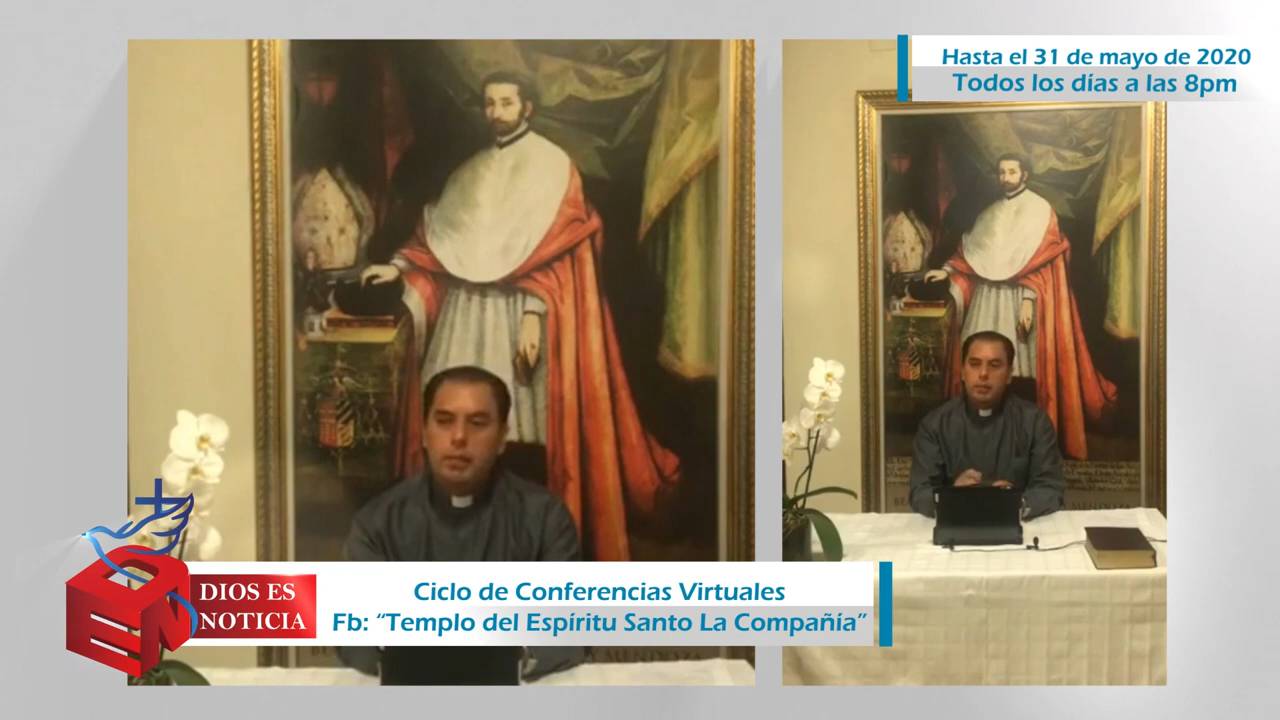 Hasta el 31 de mayo de 2020
Todos los días a las 8pm
DEN
DIOS ES
NOTICIA
Ciclo de Conferencias Virtuales
Fb: “Templo del Espíritu Santo La Compañía”